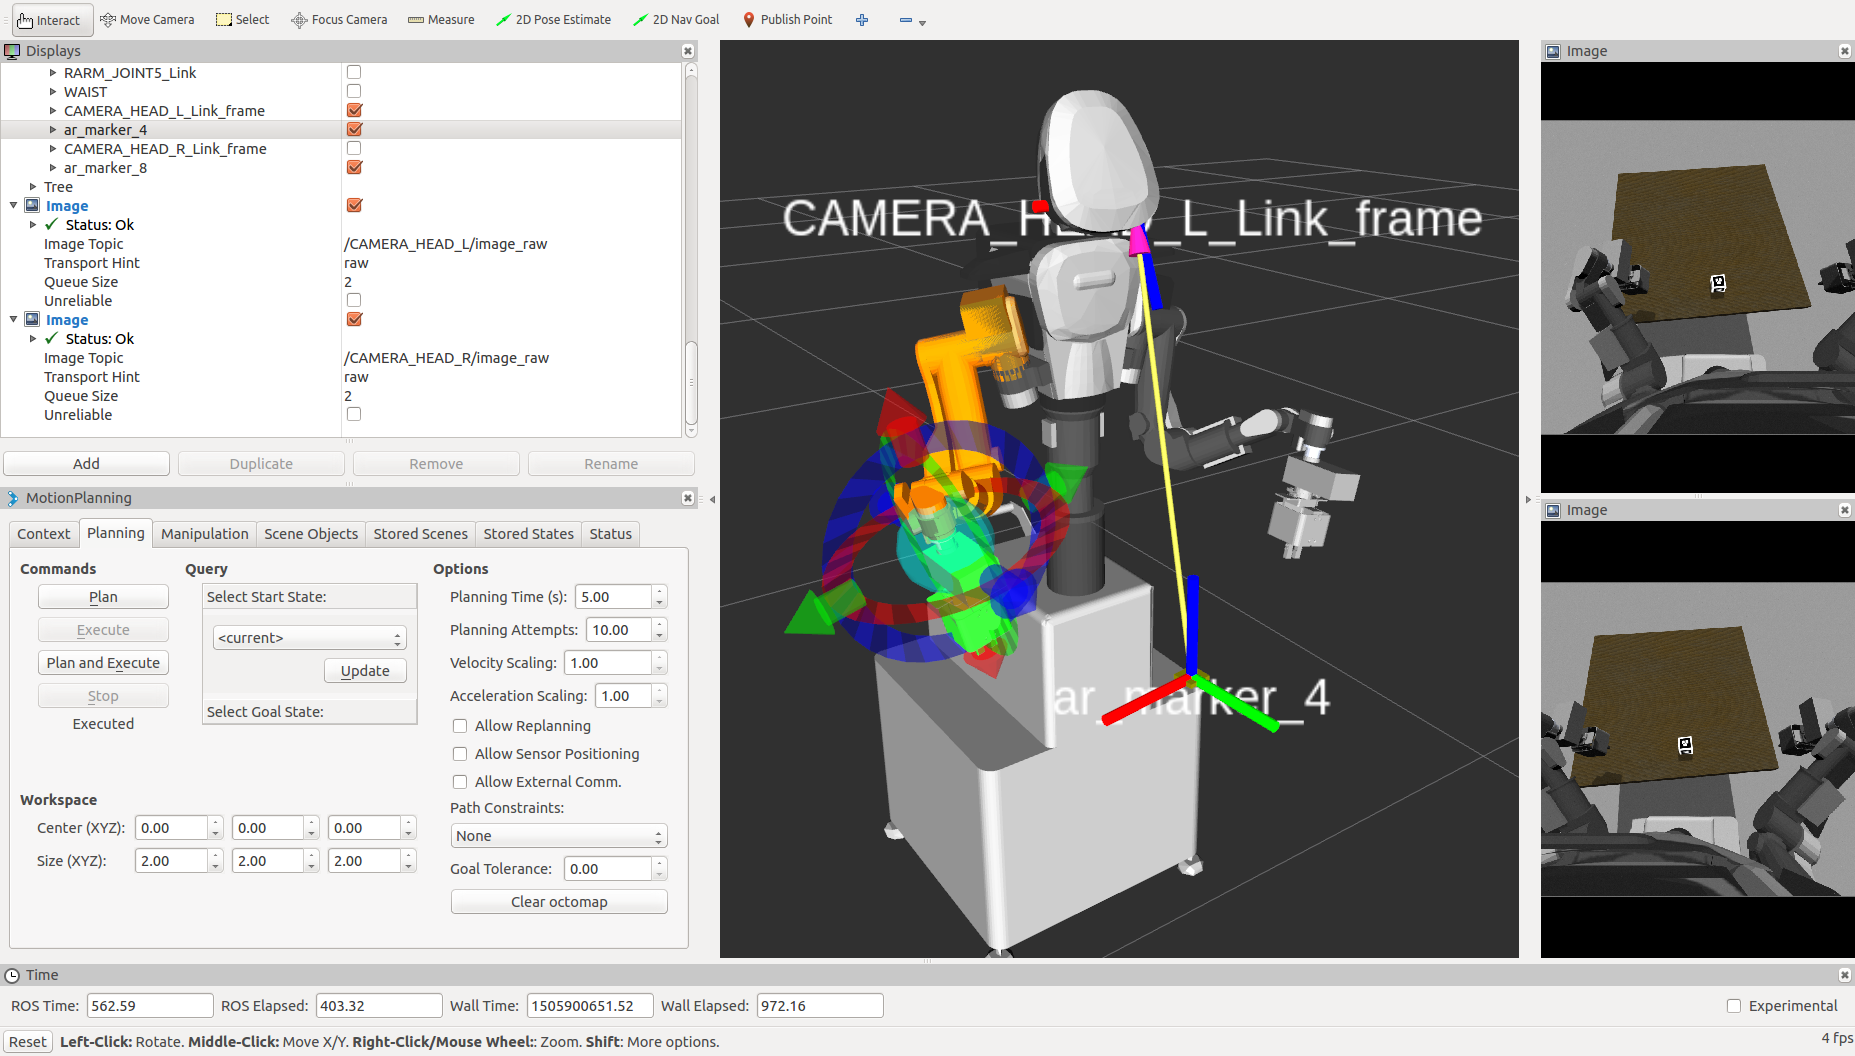 Interact Move Camera Select Focus Camera Measure 2D Pose Estimate 2D Nav Goal Publish Point
Displays
RARM_JOINT5_Link
WAIST
CAMERA_HEAD_L_Link_frame
ar_marker_4
CAMERA_HEAD_R_Link_frame
ar_marker_8
Tree
Image
Status: Ok
Image Topic /CAMERA_HEAD_L/image_raw
Transport Hint raw
Queue Size 2
Unreliable
Image
Status: Ok
Image Topic /CAMERA_HEAD_R/image_raw
Transport Hint raw
Queue Size 2
Unreliable
Add Duplicate Remove Rename
MotionPlanning
Context Planning Manipulation Scene Objects Stored Scenes Stored States Status
Commands
Plan
Execute
Plan and Execute
Stop
Executed
Query
Select Start State:
<current>
Update
Select Goal State:
Options
Planning Time (s): 5.00
Planning Attempts: 10.00
Velocity Scaling: 1.00
Acceleration Scaling: 1.00
Allow Replanning
Allow Sensor Positioning
Allow External Comm.
Path Constraints:
None
Goal Tolerance: 0.00
Clear octomap
Workspace
Center (XYZ): 0.00 0.00 0.00
Size (XYZ): 2.00 2.00 2.00
CAMERA_HEAD_L_Link_frame
ar_marker_4
Image
Image
Time
ROS Time: 562.59 ROS Elapsed: 403.32 Wall Time: 1505900651.52 Wall Elapsed: 972.16 Experimental
Reset Left-Click: Rotate. Middle-Click: Move X/Y. Right-Click/Mouse Wheel:: Zoom. Shift: More options. 4 fps